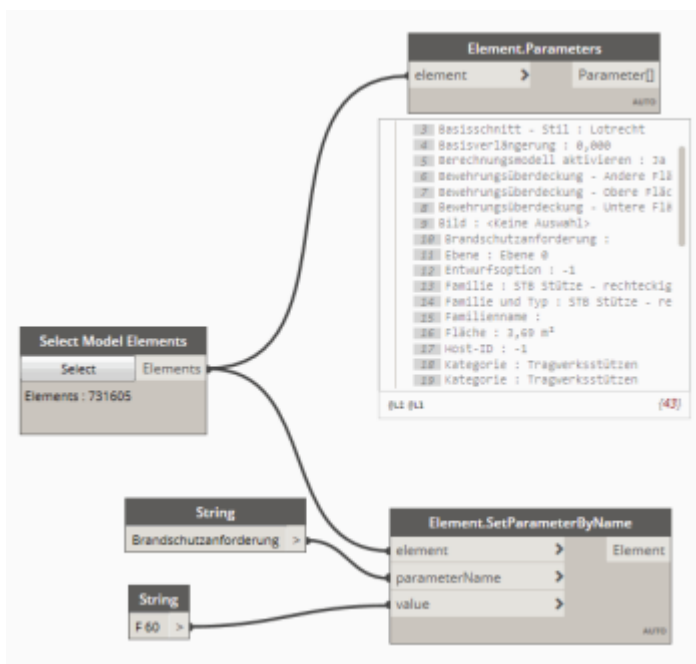 Element.Parameters
element > Parameter[]
AUTO
3 Basisschnitt - Stil : Lotrecht
4 Basisverlängerung : 0,000
5 Berechnungsmodell aktivieren : Ja
6 Bewehrungsüberdeckung - Andere Flä
7 Bewehrungsüberdeckung - Obere Fläc
8 Bewehrungsüberdeckung - Untere Flä
9 Bild : <Keine Auswahl>
10 Brandschutzanforderung :
11 Ebene : Ebene 0
12 Entwurfsoption : -1
13 Familie : STB Stütze - rechteckig
14 Familie und Typ : STB Stütze - re
15 Familienname :
16 Fläche : 3,69 m²
17 Host-ID : -1
18 Kategorie : Tragwerksstützen
19 Kategorie : Tragwerksstützen
@L2 @L1 {43}
Select Model Elements
Select Elements
Elements : 731605
String
Brandschutzanforderung >
String
F 60 >
Element.SetParameterByName
element > Element
parameterName >
value >
AUTO